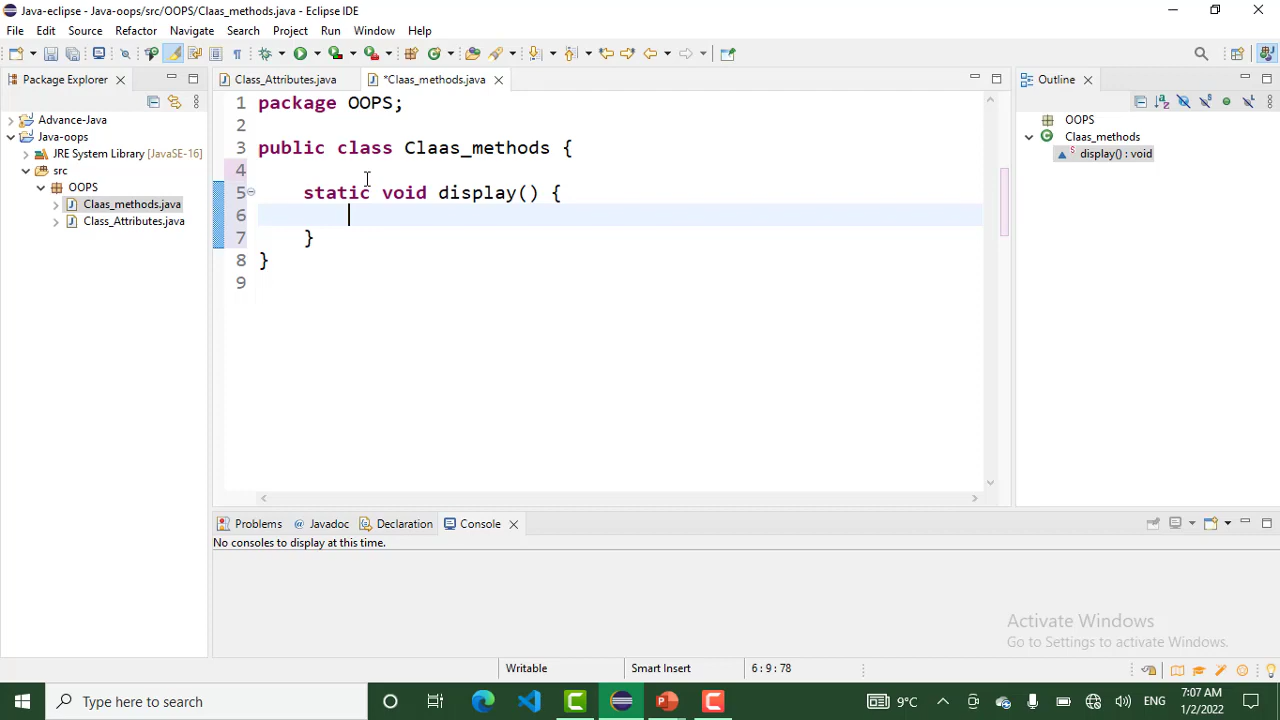 Java-eclipse - Java-oops/src/OOPS/Claas_methods.java - Eclipse IDE
File Edit Source Refactor Navigate Search Project Run Window Help
Package Explorer
Class_Attributes.java
*Claas_methods.java
Outline
Advance-Java
Java-oops
JRE System Library [JavaSE-16]
src
OOPS
Claas_methods.java
Class_Attributes.java
1 package OOPS;
2
3 public class Claas_methods {
4
5 static void display() {
6
7 }
8 }
9
OOPS
Claas_methods
display() : void
Problems @ Javadoc Declaration Console
No consoles to display at this time.
Activate Windows
Go to Settings to activate Windows.
Writable Smart Insert 6 : 9 : 78
Type here to search
9°C
ENG
7:07 AM
1/2/2022